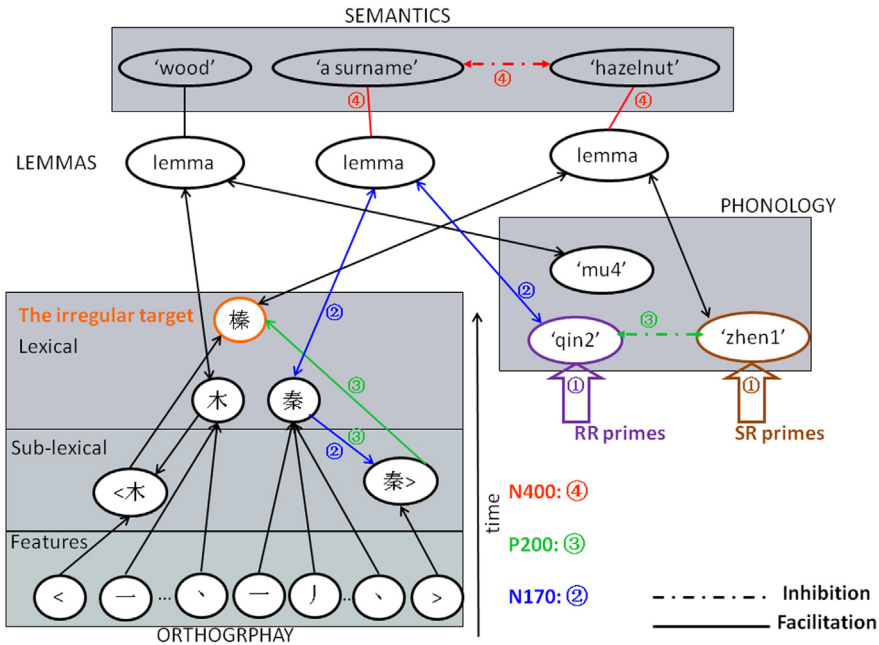 SEMANTICS
‘wood’
‘a surname’
④
‘hazelnut’
④
④
LEMMAS
lemma
lemma
lemma
PHONOLOGY
‘mu4’
②
‘qin2’
③
‘zhen1’
①
①
RR primes
SR primes
The irregular target
Lexical
榛
②
③
木
秦
Sub-lexical
②
③
<木
秦>
Features
<
一
...
丶
一
丿
...
丶
>
ORTHOGRPHAY
time
N400: ④
P200: ③
N170: ②
Inhibition
Facilitation